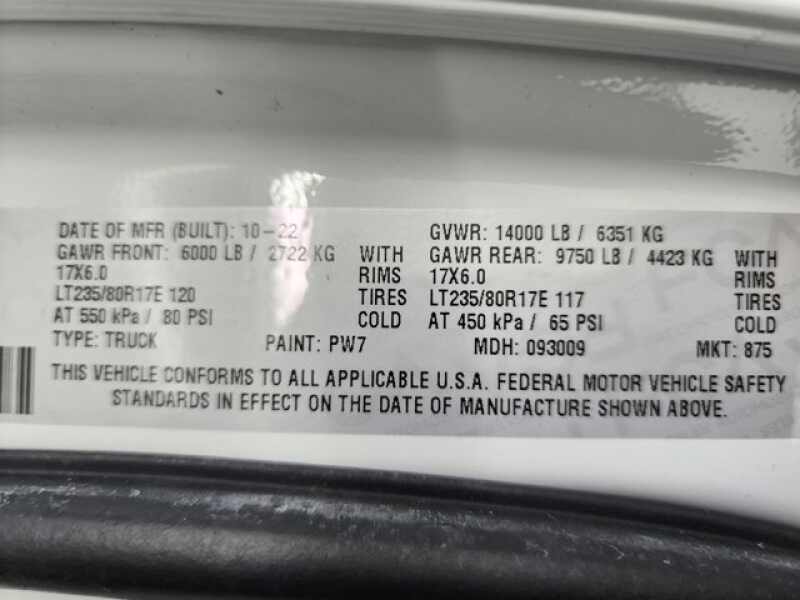 DATE OF MFR (BUILT): 10-22 GVWR: 14000 LB / 6351 KG
GAWR FRONT: 6000 LB / 2722 KG WITH GAWR REAR: 9750 LB / 4423 KG WITH
17X6.0 RIMS 17X6.0 RIMS
LT235/80R17E 120 TIRES LT235/80R17E 117 TIRES
AT 550 kPa / 80 PSI COLD AT 450 kPa / 65 PSI COLD
TYPE: TRUCK PAINT: PW7 MDH: 093009 MKT: 875
THIS VEHICLE CONFORMS TO ALL APPLICABLE U.S.A. FEDERAL MOTOR VEHICLE SAFETY
STANDARDS IN EFFECT ON THE DATE OF MANUFACTURE SHOWN ABOVE.